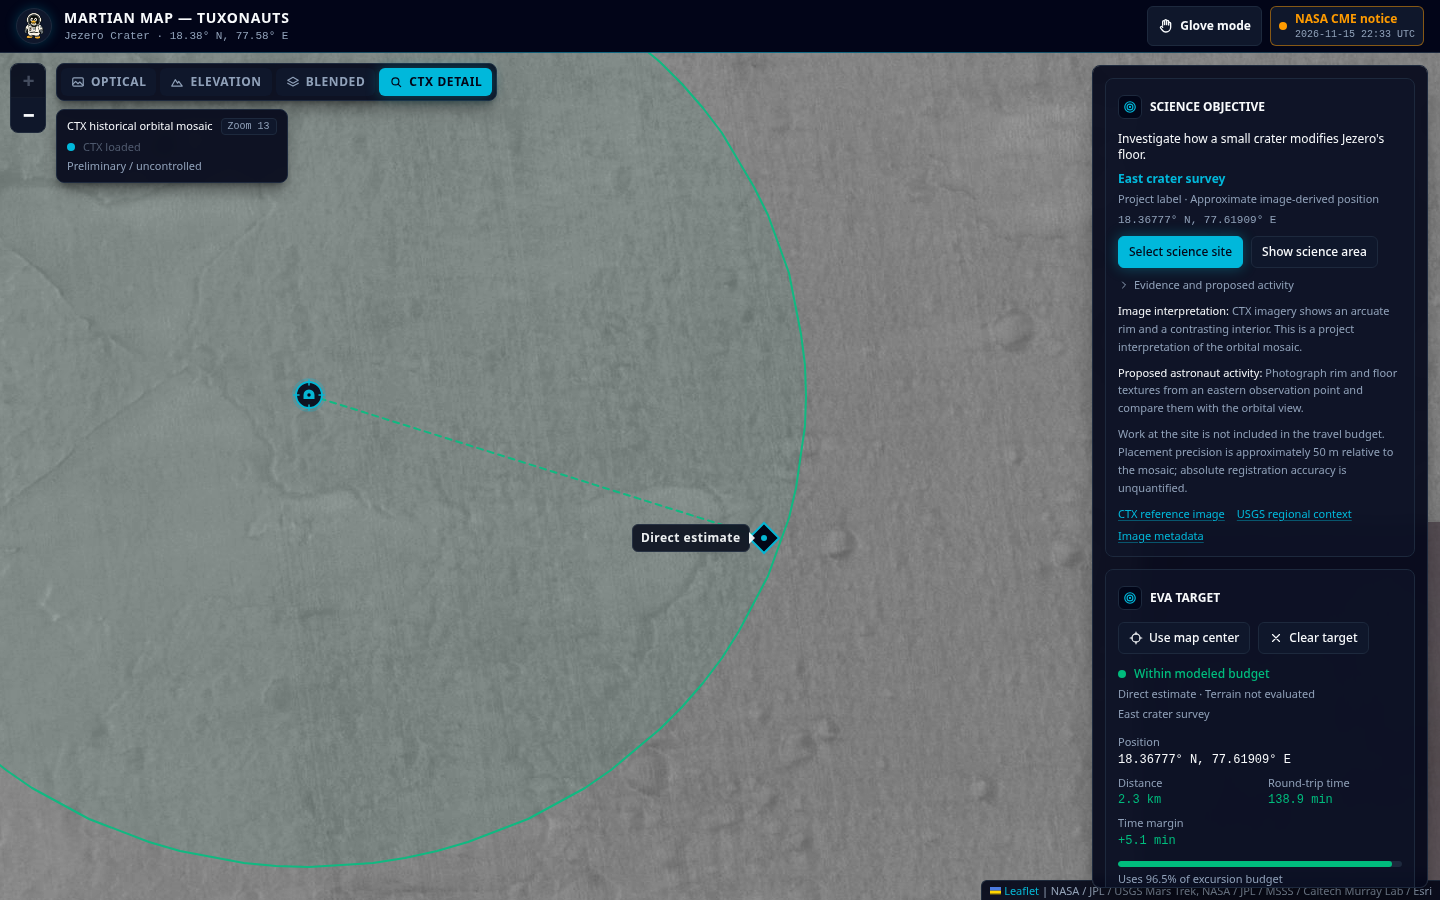 MARTIAN MAP — TUXONAUTS
Jezero Crater · 18.38° N, 77.58° E
Glove mode
NASA CME notice
2026-11-15 22:33 UTC
+
−
OPTICAL
ELEVATION
BLENDED
CTX DETAIL
CTX historical orbital mosaic
Zoom 13
CTX loaded
Preliminary / uncontrolled
Direct estimate
SCIENCE OBJECTIVE
Investigate how a small crater modifies Jezero's
floor.
East crater survey
Project label · Approximate image-derived position
18.36777° N, 77.61909° E
Select science site
Show science area
Evidence and proposed activity
Image interpretation: CTX imagery shows an arcuate
rim and a contrasting interior. This is a project
interpretation of the orbital mosaic.
Proposed astronaut activity: Photograph rim and floor
textures from an eastern observation point and
compare them with the orbital view.
Work at the site is not included in the travel budget.
Placement precision is approximately 50 m relative to
the mosaic; absolute registration accuracy is
unquantified.
CTX reference image
USGS regional context
Image metadata
EVA TARGET
Use map center
Clear target
Within modeled budget
Direct estimate · Terrain not evaluated
East crater survey
Position
18.36777° N, 77.61909° E
Distance
Round-trip time
2.3 km
138.9 min
Time margin
+5.1 min
Uses 96.5% of excursion budget
Leaflet | NASA / JPL / USGS Mars Trek, NASA / JPL / MSSS / Caltech Murray Lab / Esri